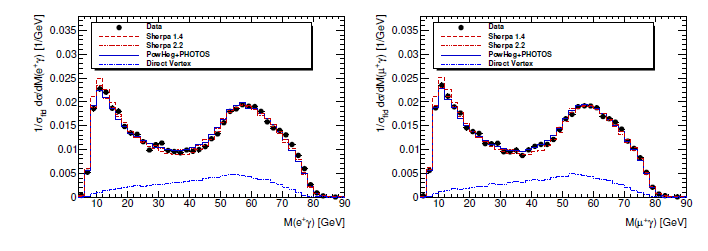 1/σfid dσ/dM(e⁺γ) [1/GeV]
0.035
0.03
0.025
0.02
0.015
0.01
0.005
0
Data
Sherpa 1.4
Sherpa 2.2
PowHeg+PHOTOS
Direct Vertex
10 20 30 40 50 60 70 80 90
M(e⁺γ) [GeV]
1/σfid dσ/dM(μ⁺γ) [1/GeV]
0.035
0.03
0.025
0.02
0.015
0.01
0.005
0
Data
Sherpa 1.4
Sherpa 2.2
PowHeg+PHOTOS
Direct Vertex
10 20 30 40 50 60 70 80 90
M(μ⁺γ) [GeV]